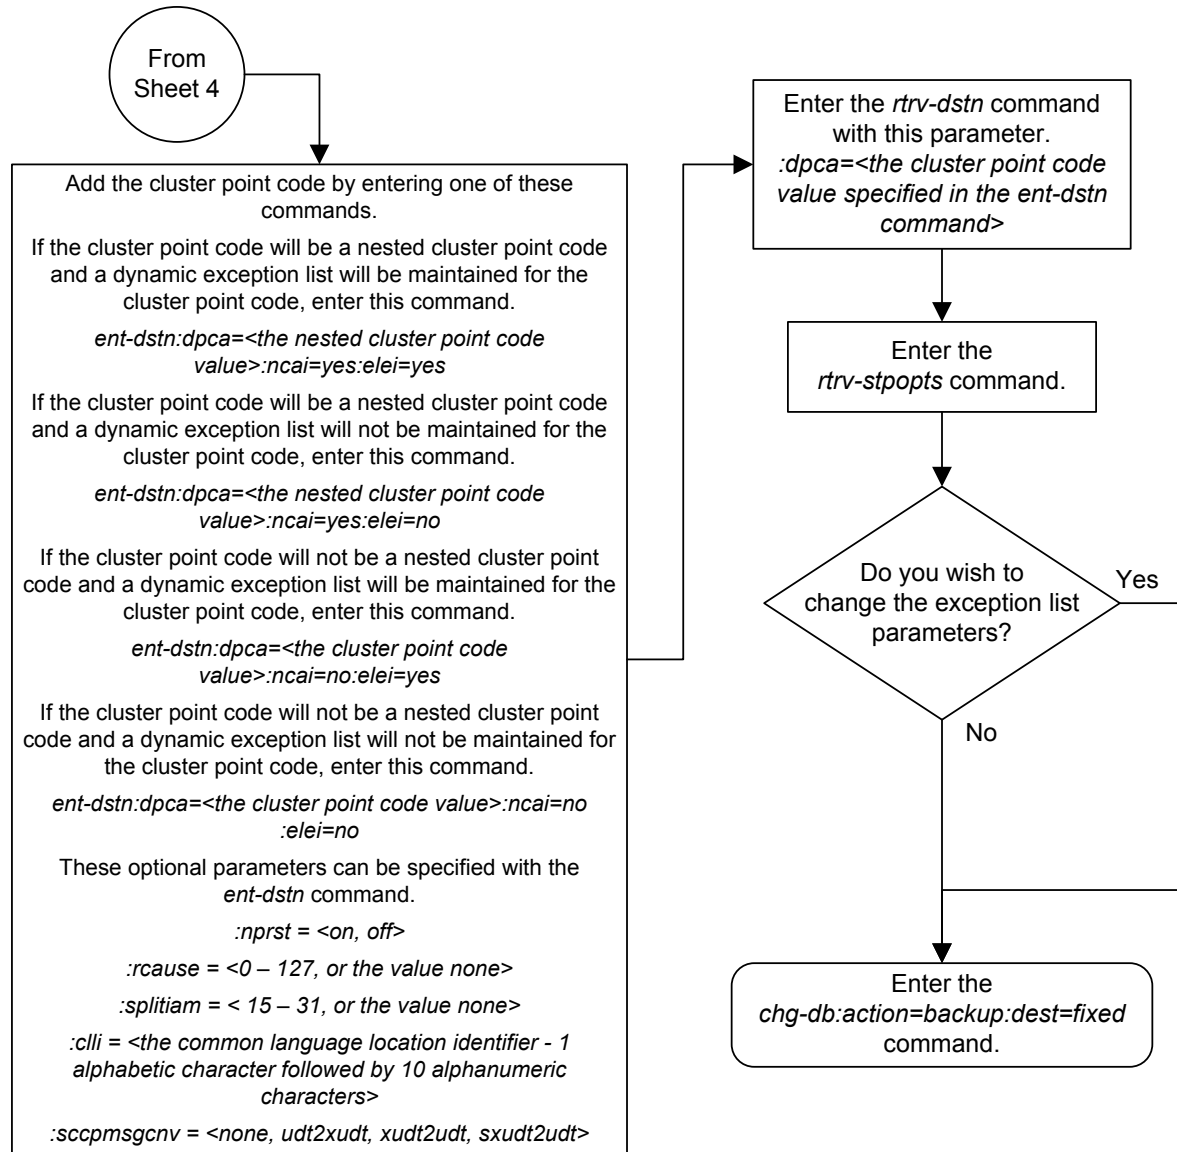 From
Sheet 4
Add the cluster point code by entering one of these
commands.
If the cluster point code will be a nested cluster point code
and a dynamic exception list will be maintained for the
cluster point code, enter this command.
ent-dstn:dpca=<the nested cluster point code
value>:ncai=yes:elei=yes
If the cluster point code will be a nested cluster point code
and a dynamic exception list will not be maintained for the
cluster point code, enter this command.
ent-dstn:dpca=<the nested cluster point code
value>:ncai=yes:elei=no
If the cluster point code will not be a nested cluster point
code and a dynamic exception list will be maintained for the
cluster point code, enter this command.
ent-dstn:dpca=<the cluster point code
value>:ncai=no:elei=yes
If the cluster point code will not be a nested cluster point
code and a dynamic exception list will not be maintained for
the cluster point code, enter this command.
ent-dstn:dpca=<the cluster point code value>:ncai=no
:elei=no
These optional parameters can be specified with the
ent-dstn command.
:nprst = <on, off>
:rcause = <0 – 127, or the value none>
:splitiam = < 15 – 31, or the value none>
:clli = <the common language location identifier - 1
alphabetic character followed by 10 alphanumeric
characters>
:sccpmsgcnv = <none, udt2xudt, xudt2udt, sxudt2udt>
Enter the rtrv-dstn command
with this parameter.
:dpca=<the cluster point code
value specified in the ent-dstn
command>
Enter the
rtrv-stpopts command.
Do you wish to
change the exception list
parameters?
Yes
No
Enter the
chg-db:action=backup:dest=fixed
command.